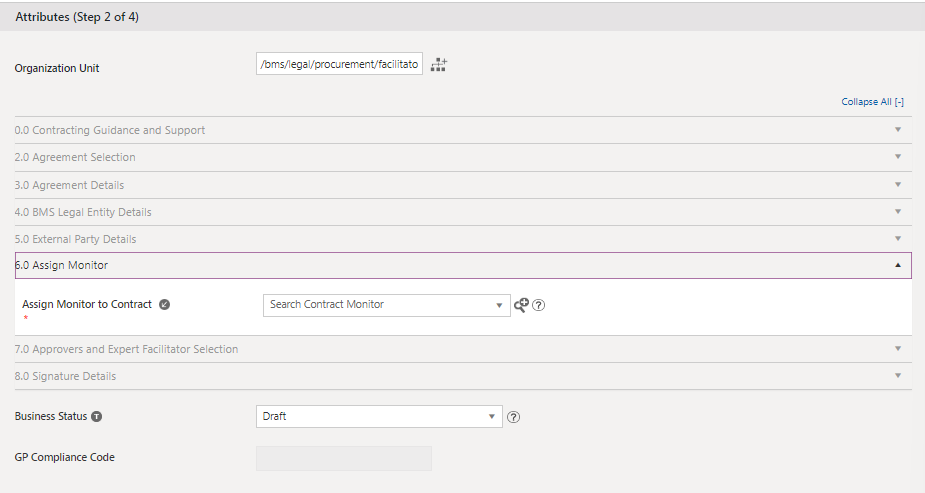 Attributes (Step 2 of 4)
Organization Unit
/bms/legal/procurement/facilitato
Collapse All [-]
0.0 Contracting Guidance and Support
2.0 Agreement Selection
3.0 Agreement Details
4.0 BMS Legal Entity Details
5.0 External Party Details
6.0 Assign Monitor
Assign Monitor to Contract
*
Search Contract Monitor
?
7.0 Approvers and Expert Facilitator Selection
8.0 Signature Details
Business Status T
Draft
?
GP Compliance Code